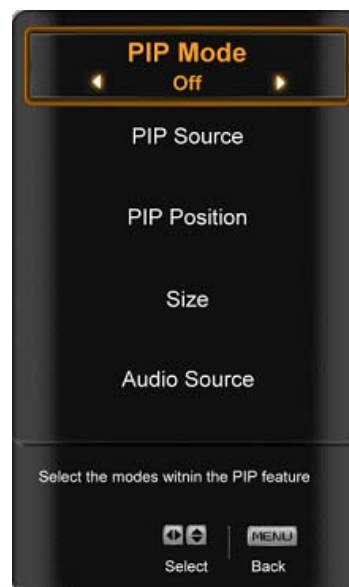 PIP Mode
Off
PIP Source
PIP Position
Size
Audio Source
Select the modes witnin the PIP feature
MENU
Select Back